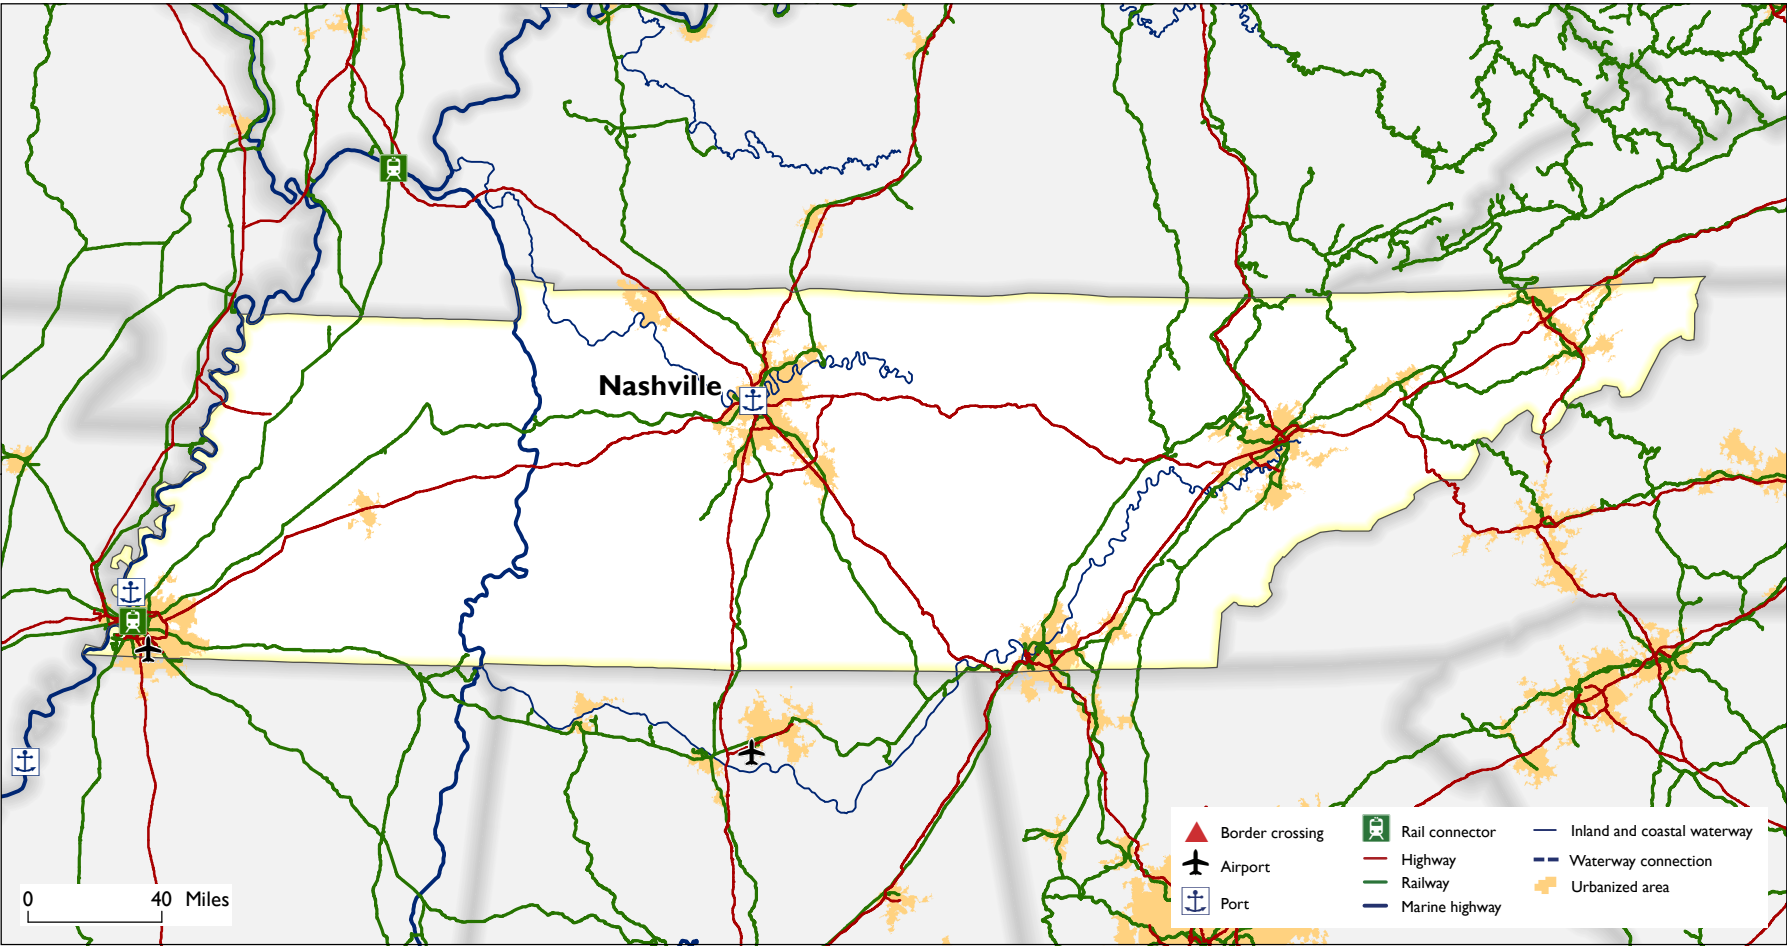 Nashville
0 40 Miles
Border crossing
Airport
Port
Rail connector
Highway
Railway
Marine highway
Inland and coastal waterway
Waterway connection
Urbanized area